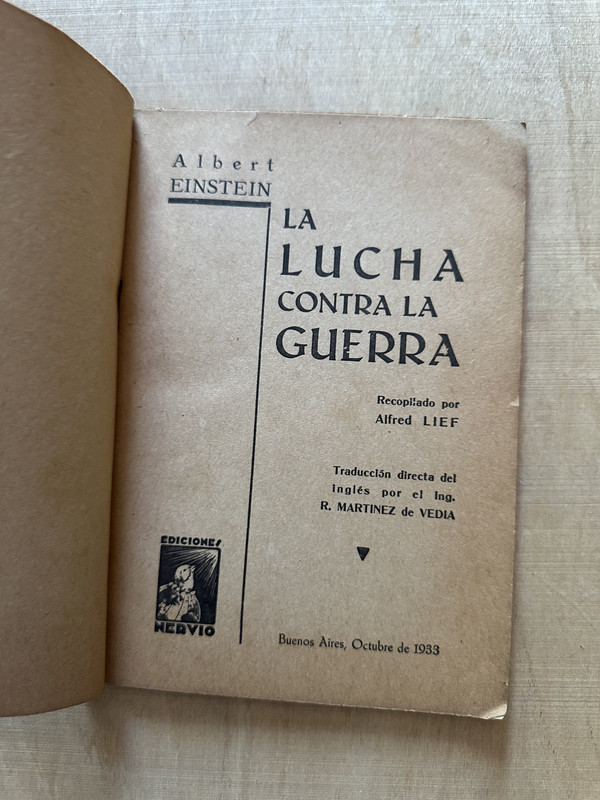 Albert
EINSTEIN
LA
LUCHA
CONTRA LA
GUERRA
Recopilado por
Alfred LIEF
Traducción directa del
inglés por el Ing.
R. MARTINEZ de VEDIA
EDICIONES
NERVIO
Buenos Aires, Octubre de 1933